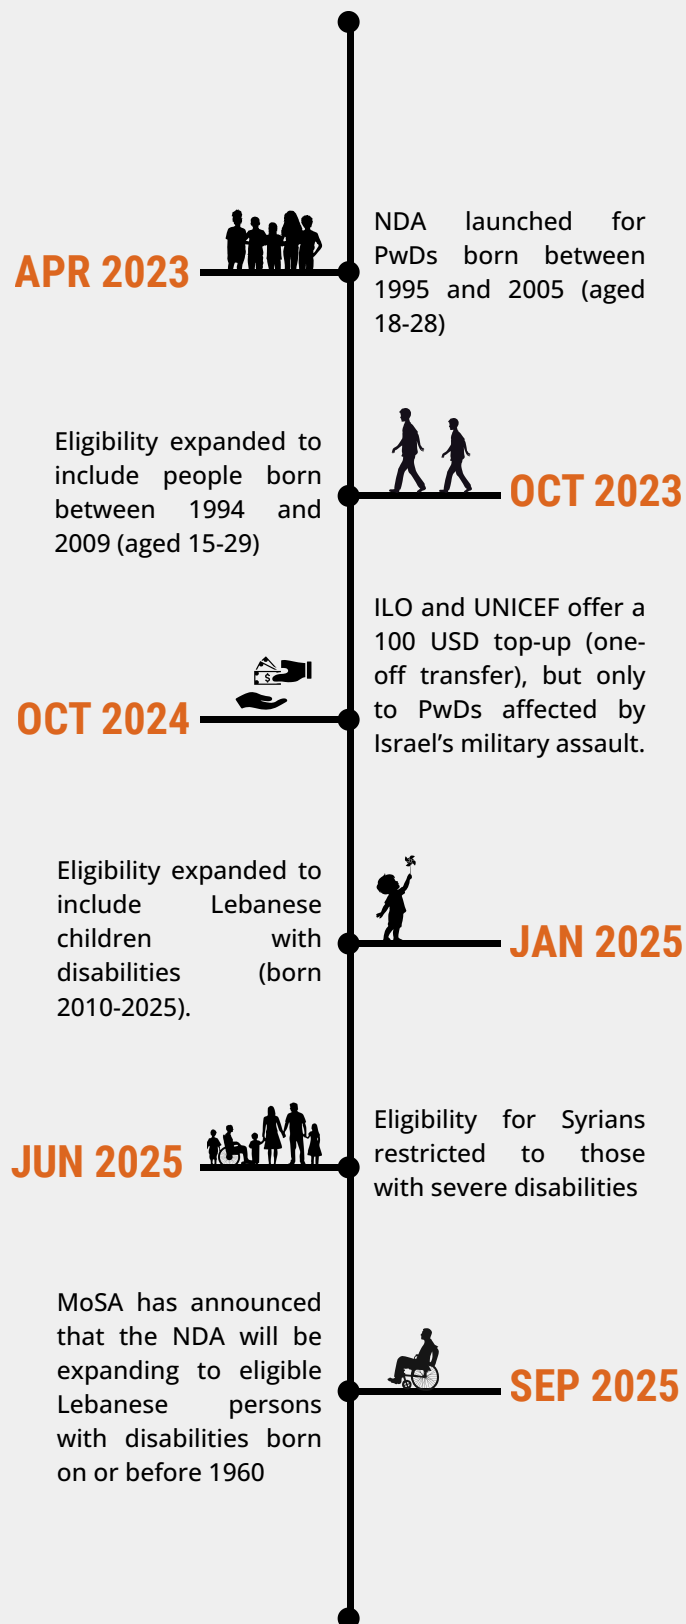 APR 2023
NDA launched for
PwDs born between
1995 and 2005 (aged
18-28)
Eligibility expanded to
include people born
between 1994 and
2009 (aged 15-29)
OCT 2023
OCT 2024
ILO and UNICEF offer a
100 USD top-up (one-
off transfer), but only
to PwDs affected by
Israel’s military assault.
$
Eligibility expanded to
include Lebanese
children with
disabilities (born
2010-2025).
JAN 2025
JUN 2025
Eligibility for Syrians
restricted to those
with severe disabilities
MoSA has announced
that the NDA will be
expanding to eligible
Lebanese persons
with disabilities born
on or before 1960
SEP 2025